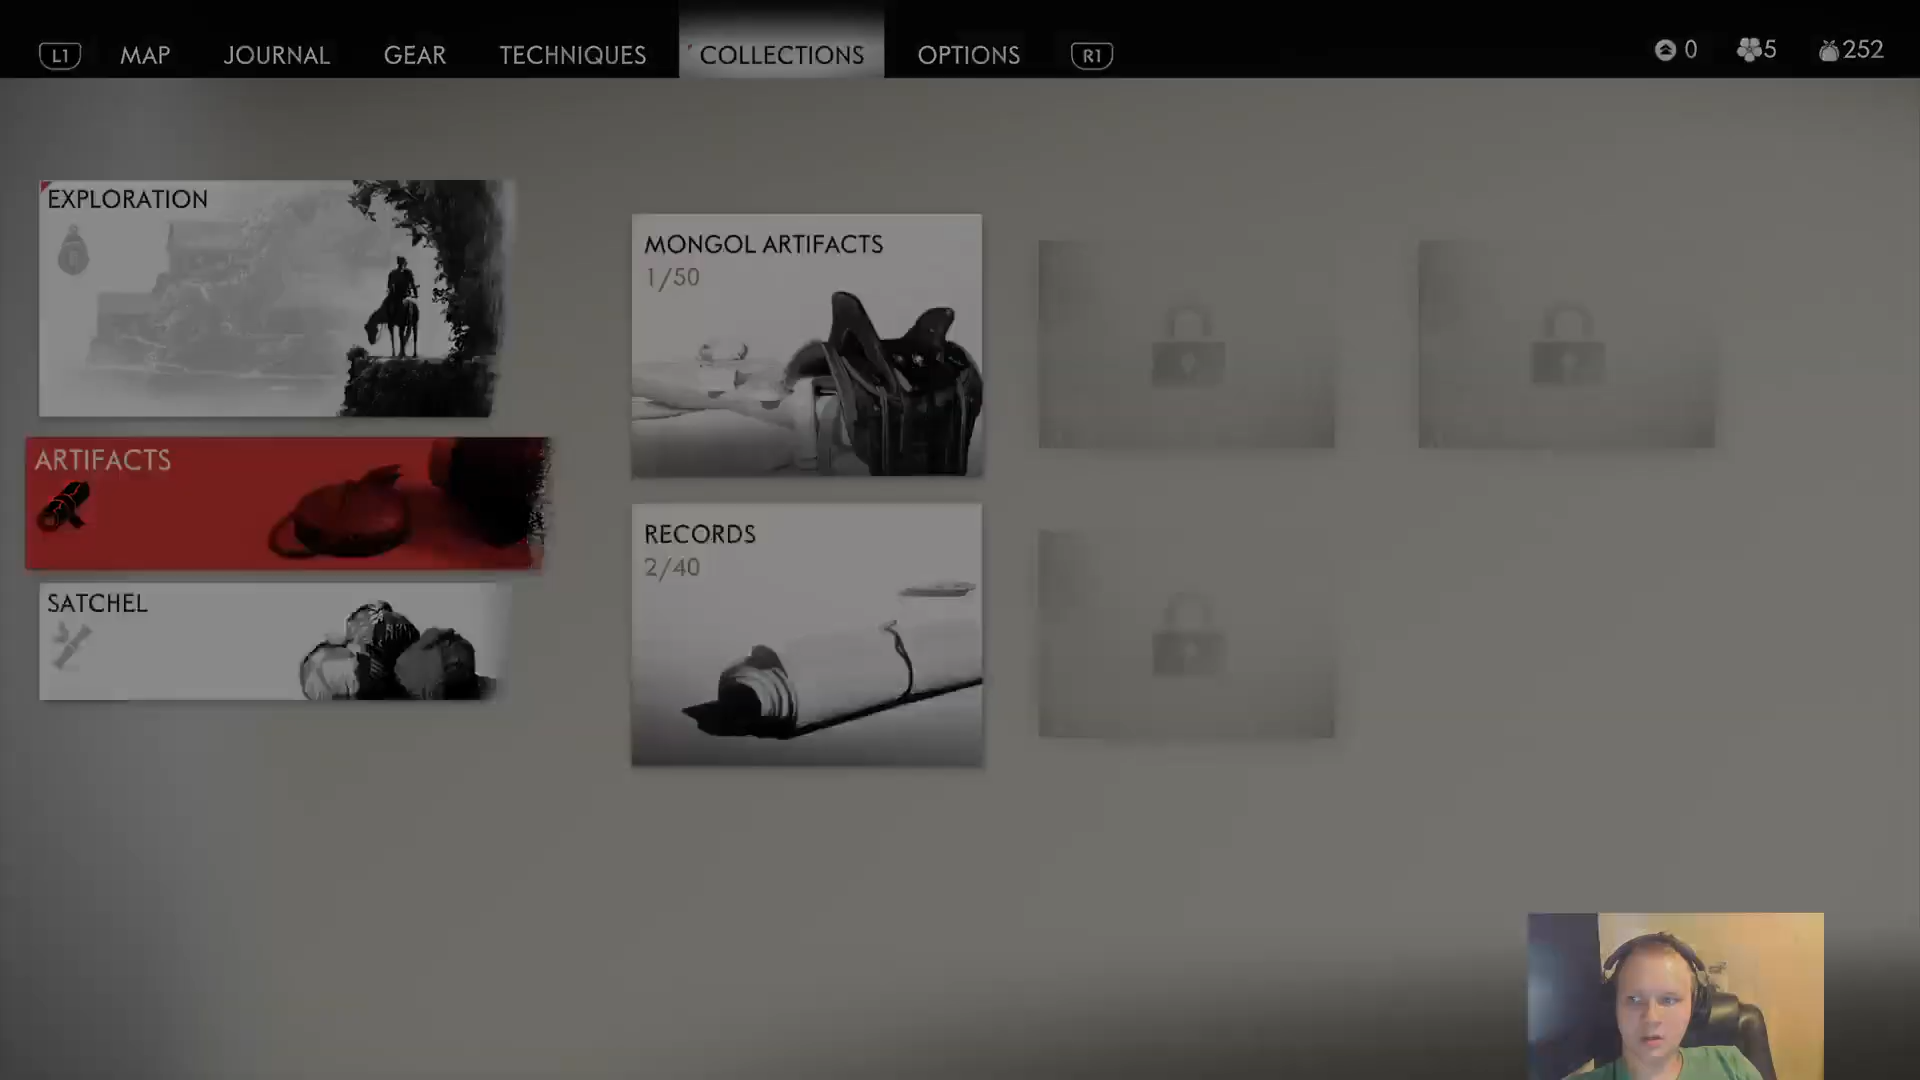 L1 MAP JOURNAL GEAR TECHNIQUES COLLECTIONS OPTIONS R1 0 5 252
EXPLORATION
ARTIFACTS
SATCHEL
MONGOL ARTIFACTS
1/50
RECORDS
2/40